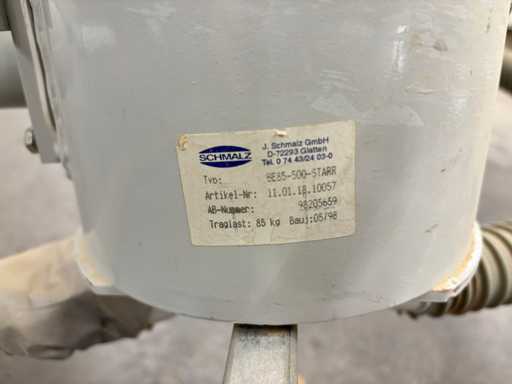 SCHMALZ
J. Schmalz GmbH
D-72293 Glatten
Tel. 0 74 43/24 03-0
Typ: BE85-500-STARR
Artikel-Nr: 11.01.18.10057
AB-Nummer: 98205659
Traglast: 85 kg Bauj:05/98